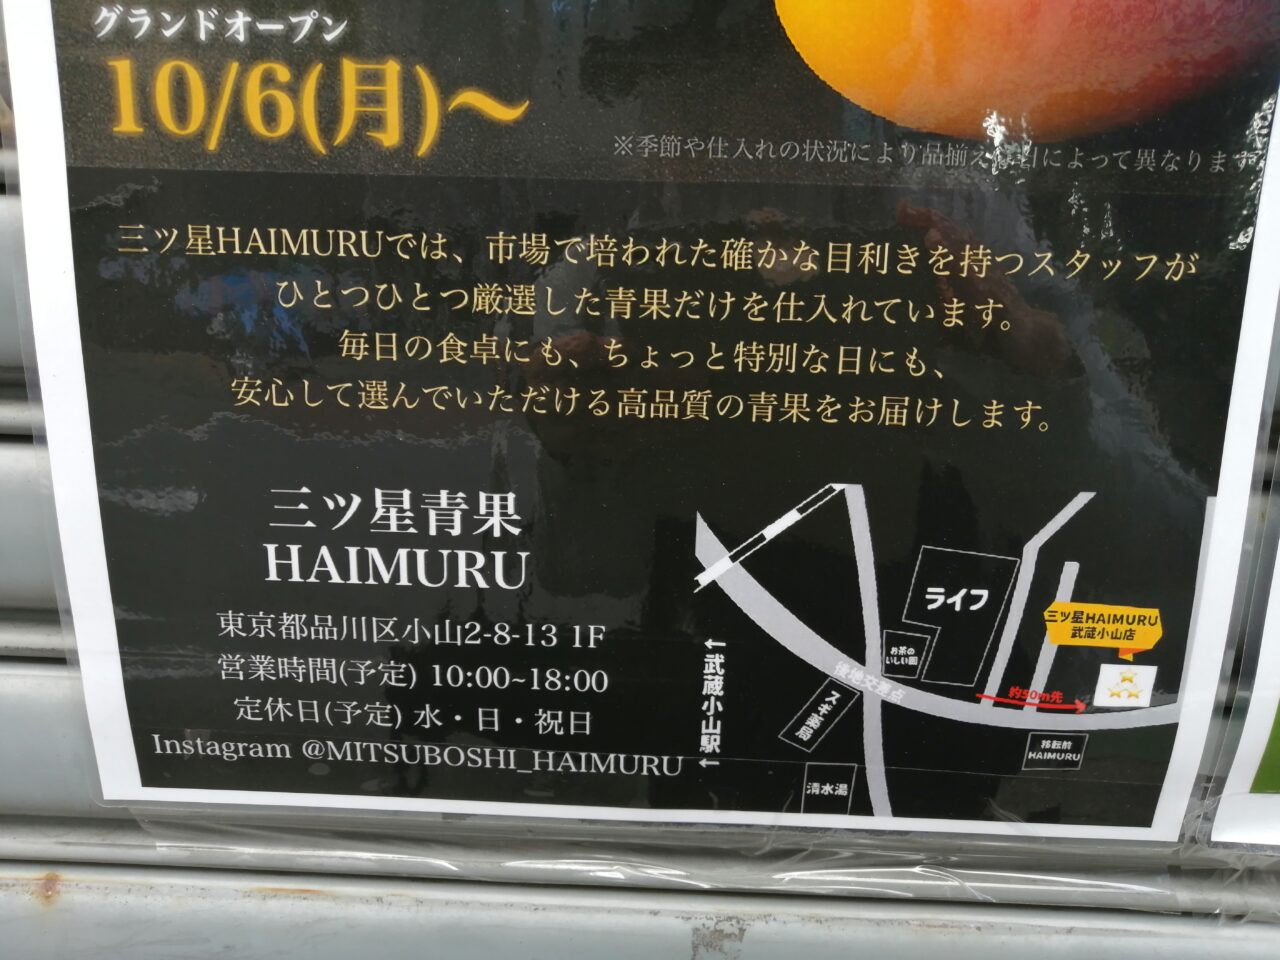 グランドオープン
10/6(月)～
※季節や仕入れの状況により品揃えは日によって異なります
三ツ星HAIMURUでは、市場で培われた確かな目利きを持つスタッフが
ひとつひとつ厳選した青果だけを仕入れています。
毎日の食卓にも、ちょっと特別な日にも、
安心して選んでいただける高品質の青果をお届けします。
三ツ星青果
HAIMURU
東京都品川区小山2-8-13 1F
営業時間(予定) 10:00~18:00
定休日(予定) 水・日・祝日
Instagram @MITSUBOSHI_HAIMURU
ライフ
三ツ星HAIMURU
武蔵小山店
お茶の
いしい園
後地交差点
約50m先
スギ薬局
←武蔵小山駅←
移転前
HAIMURU
清水湯